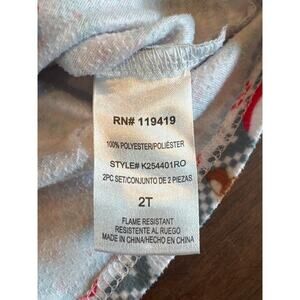 RN# 119419
100% POLYESTER/POLIÉSTER
STYLE# K254401RO
2PC.SET/CONJUNTO DE 2 PIEZAS
2T
FLAME RESISTANT
RESISTENTE AL RUEGO
MADE IN CHINA/HECHO EN CHINA